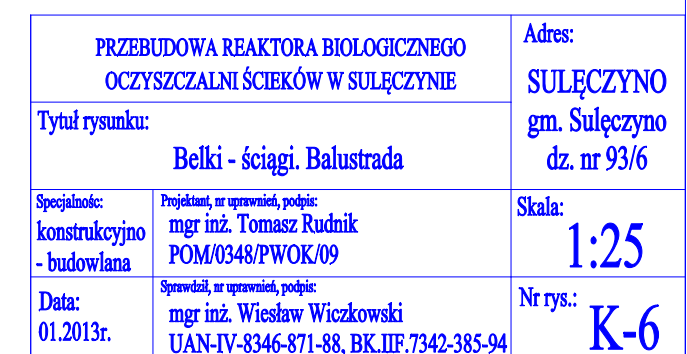 PRZEBUDOWA REAKTORA BIOLOGICZNEGO
OCZYSZCZALNI ŚCIEKÓW W SULĘCZYNIE
Adres:
SULĘCZYNO
gm. Sulęczyno
dz. nr 93/6
Tytuł rysunku:
Belki - ściągi. Balustrada
Specjalnośc:
konstrukcyjno
- budowlana
Projektant, nr uprawnień, podpis:
mgr inż. Tomasz Rudnik
POM/0348/PWOK/09
Skala:
1:25
Data:
01.2013r.
Sprawdził, nr uprawnień, podpis:
mgr inż. Wiesław Wiczkowski
UAN-IV-8346-871-88, BK.IIF.7342-385-94
Nr rys.:
K-6